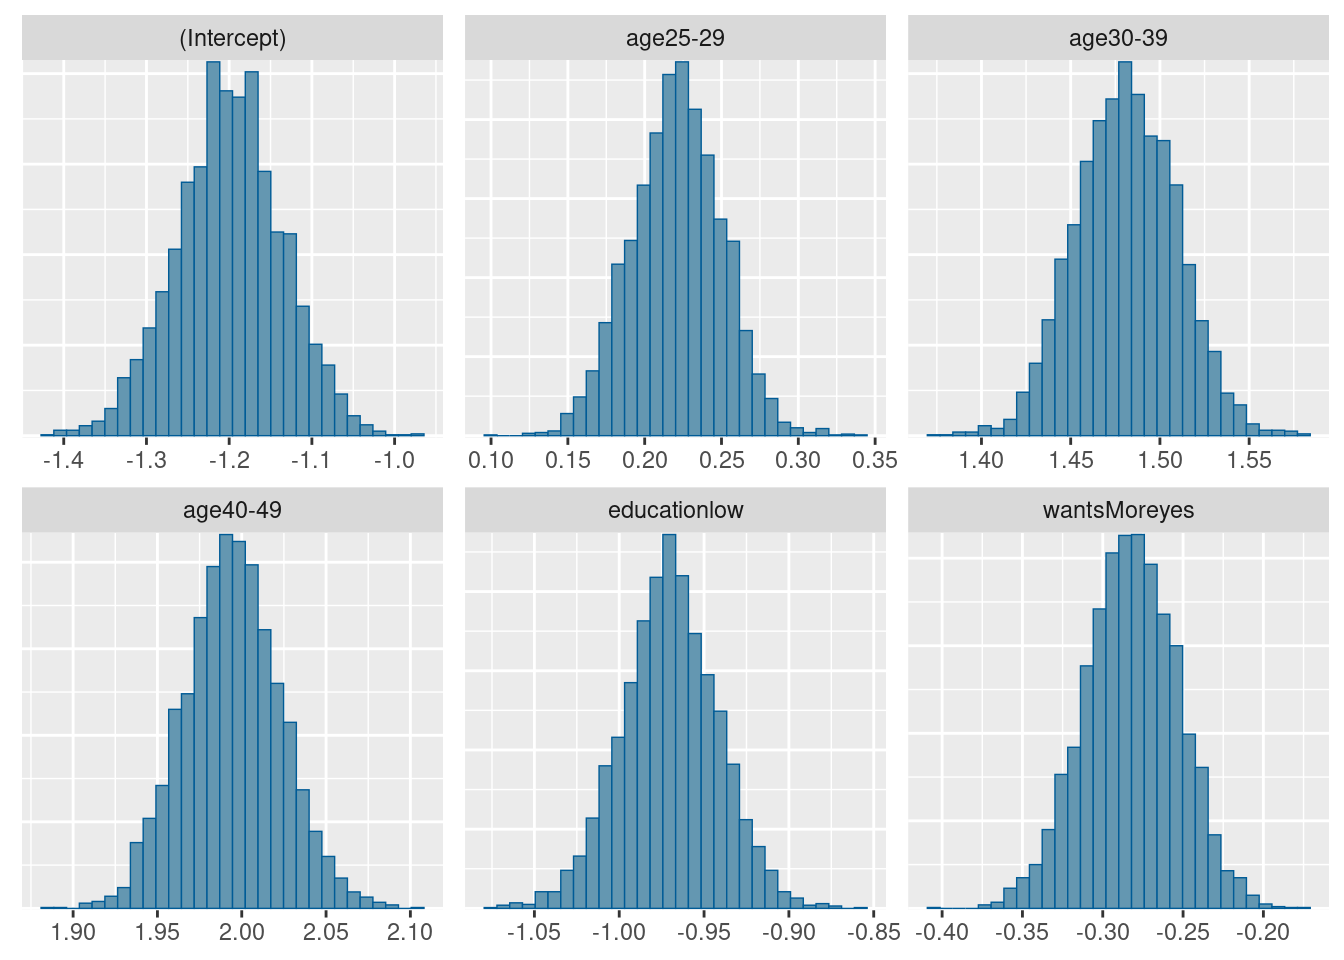 (Intercept) age25-29 age30-39
-1.4 -1.3 -1.2 -1.1 -1.0 0.10 0.15 0.20 0.25 0.30 0.35 1.40 1.45 1.50 1.55
age40-49 educationlow wantsMoreyes
1.90 1.95 2.00 2.05 2.10 -1.05 -1.00 -0.95 -0.90 -0.85 -0.40 -0.35 -0.30 -0.25 -0.20